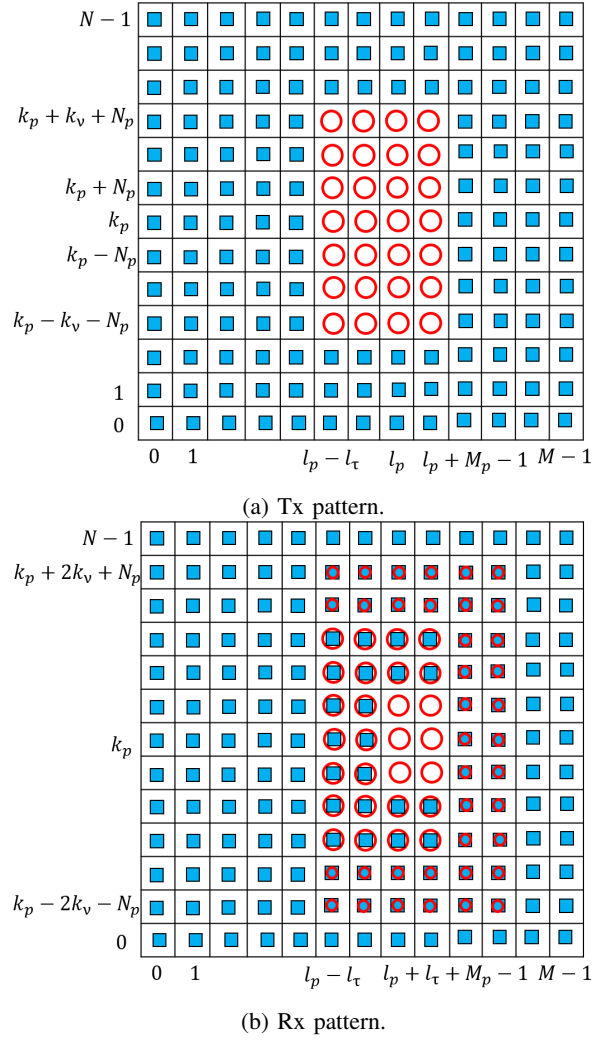 N − 1
k_p + k_ν + N_p
k_p + N_p
k_p
k_p − N_p
k_p − k_ν − N_p
1
0
0 1 l_p − l_τ l_p l_p + M_p − 1 M − 1
(a) Tx pattern.
N − 1
k_p + 2k_ν + N_p
k_p
k_p − 2k_ν − N_p
0
0 1 l_p − l_τ l_p + l_τ + M_p − 1 M − 1
(b) Rx pattern.